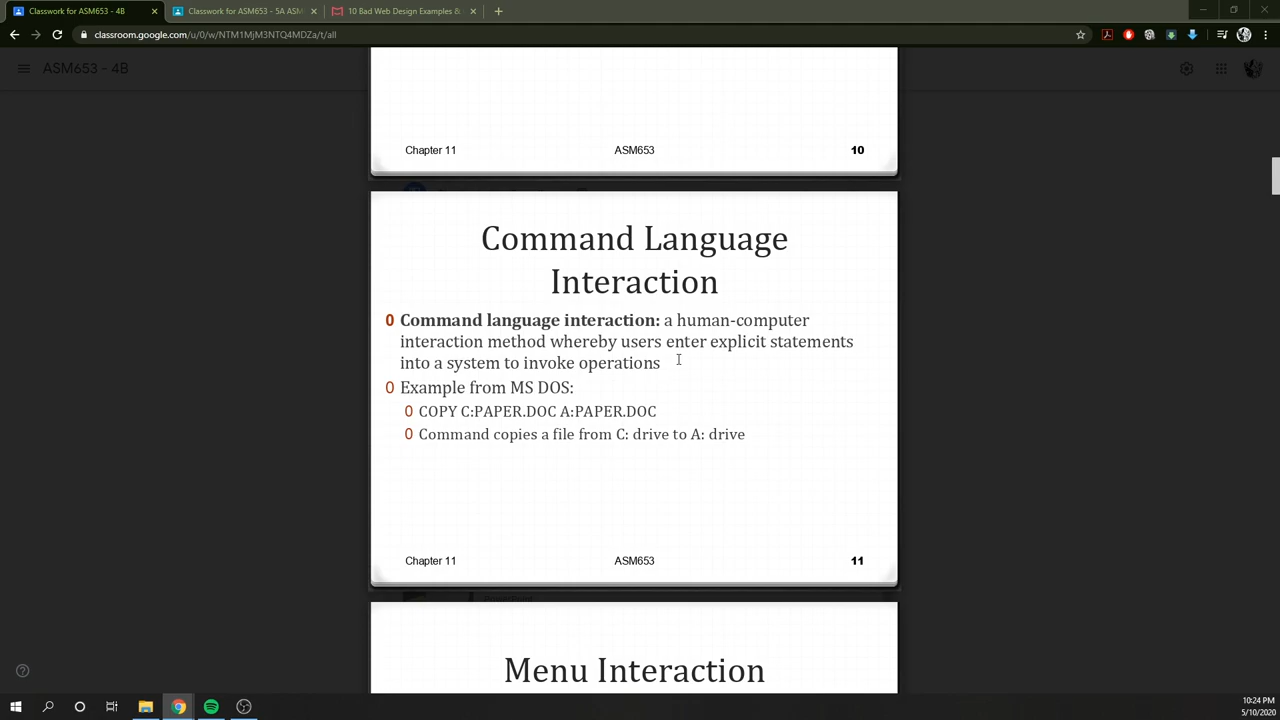 Classwork for ASM653 - 4B
Classwork for ASM653 - 5A ASM
10 Bad Web Design Examples &
classroom.google.com/u/0/w/NTM1MjM3NTQ4MDZa/t/all
ASM653 - 4B
Chapter 11 ASM653 10
Command Language
Interaction
0 Command language interaction: a human-computer
interaction method whereby users enter explicit statements
into a system to invoke operations
0 Example from MS DOS:
0 COPY C:PAPER.DOC A:PAPER.DOC
0 Command copies a file from C: drive to A: drive
Chapter 11 ASM653 11
PowerPoint
Menu Interaction
10:24 PM
5/10/2020